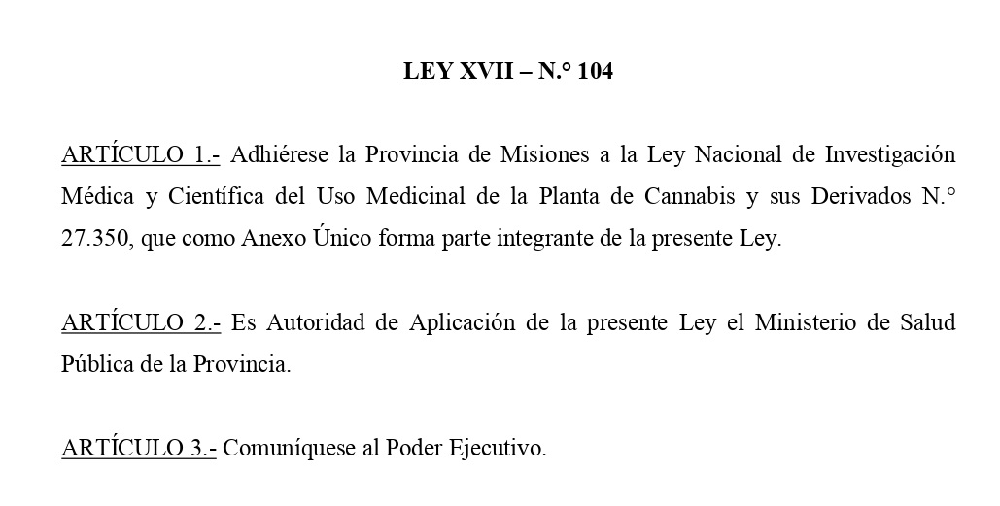 LEY XVII – N.° 104
ARTÍCULO 1.- Adhiérese la Provincia de Misiones a la Ley Nacional de Investigación
Médica y Científica del Uso Medicinal de la Planta de Cannabis y sus Derivados N.°
27.350, que como Anexo Único forma parte integrante de la presente Ley.
ARTÍCULO 2.- Es Autoridad de Aplicación de la presente Ley el Ministerio de Salud
Pública de la Provincia.
ARTÍCULO 3.- Comuníquese al Poder Ejecutivo.